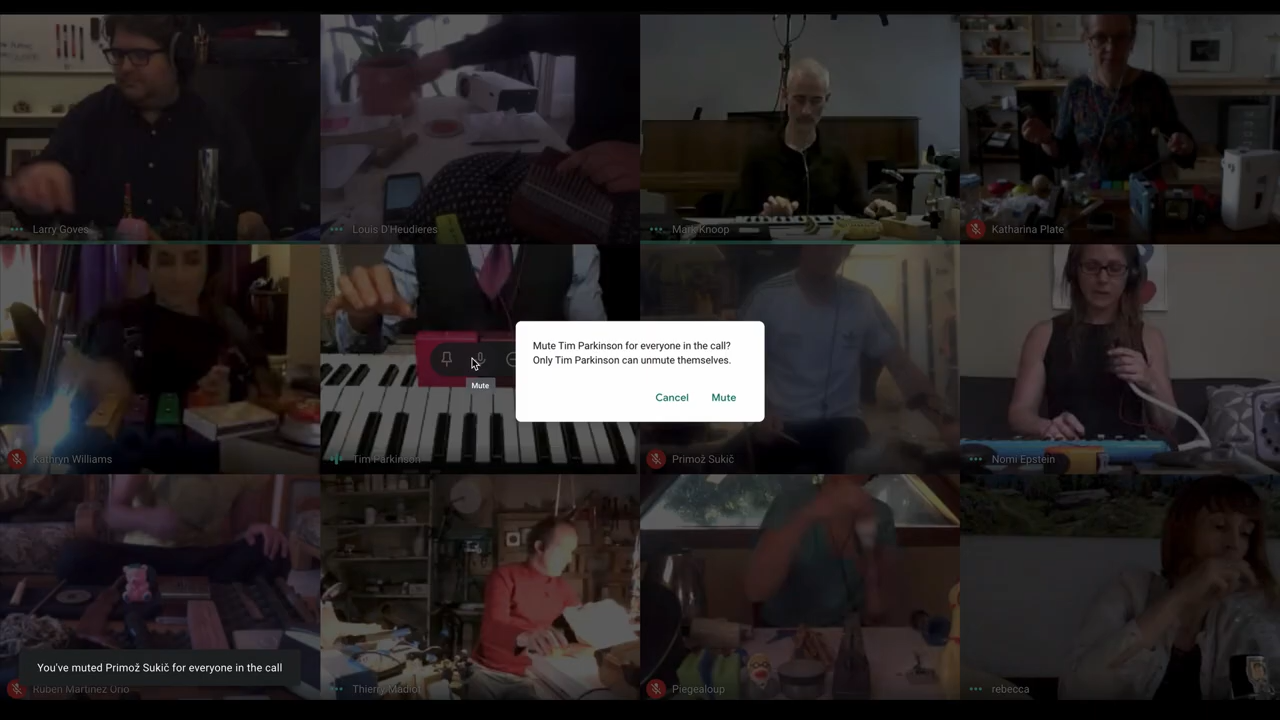 Larry Goves
Louis D'Heudieres
Mark Knoop
Katharina Plate
Mute Tim Parkinson for everyone in the call?
Only Tim Parkinson can unmute themselves.
Cancel
Mute
Mute
Kathryn Williams
Tim Parkinson
Primož Sukič
Nomi Epstein
You've muted Primož Sukič for everyone in the call
Ruben Martinez Orio
Thierry Madiot
Piegealoup
rebecca